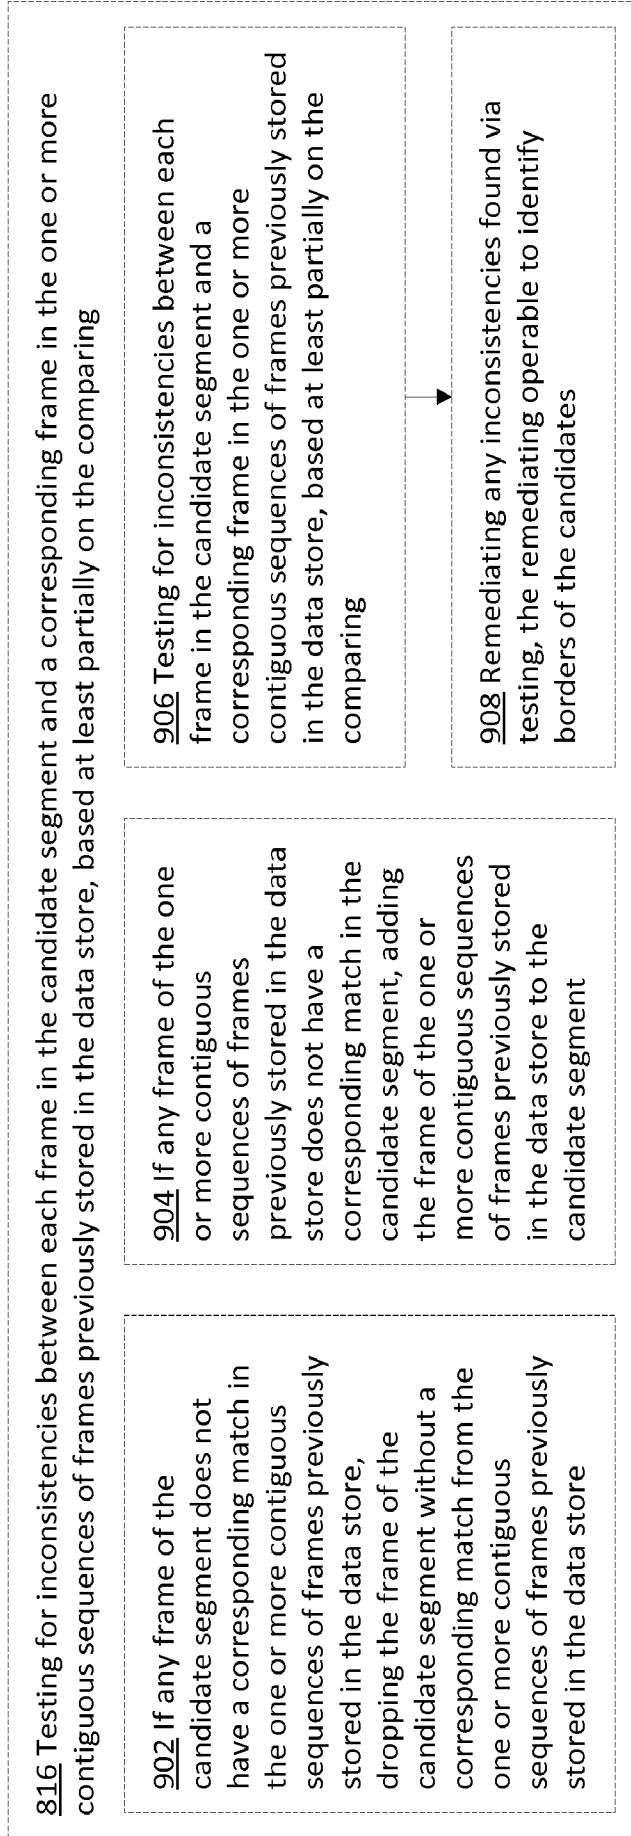 816 Testing for inconsistencies between each frame in the candidate segment and a corresponding frame in the one or more
contiguous sequences of frames previously stored in the data store, based at least partially on the comparing
902 If any frame of the
candidate segment does not
have a corresponding match in
the one or more contiguous
sequences of frames previously
stored in the data store,
dropping the frame of the
candidate segment without a
corresponding match from the
one or more contiguous
sequences of frames previously
stored in the data store
904 If any frame of the one
or more contiguous
sequences of frames
previously stored in the data
store does not have a
corresponding match in the
candidate segment, adding
the frame of the one or
more contiguous sequences
of frames previously stored
in the data store to the
candidate segment
906 Testing for inconsistencies between each
frame in the candidate segment and a
corresponding frame in the one or more
contiguous sequences of frames previously stored
in the data store, based at least partially on the
comparing
908 Remediating any inconsistencies found via
testing, the remediating operable to identify
borders of the candidates